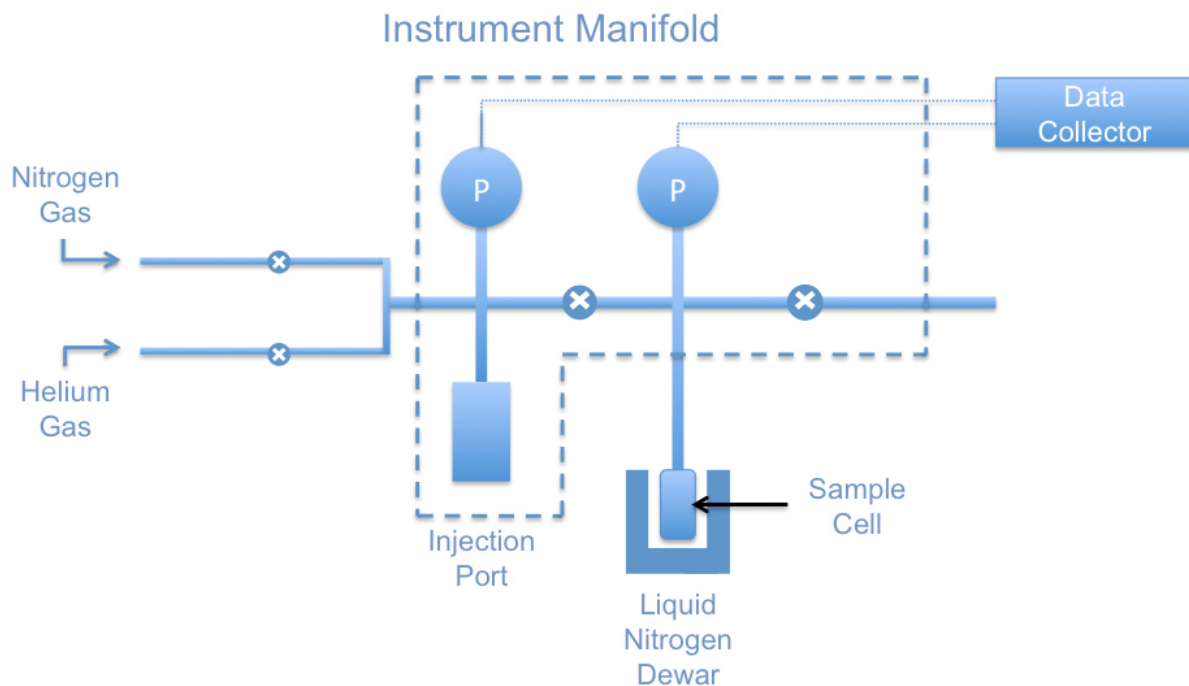 Instrument Manifold
Data
Collector
P
P
Nitrogen
Gas
Helium
Gas
Sample
Cell
Injection
Port
Liquid
Nitrogen
Dewar